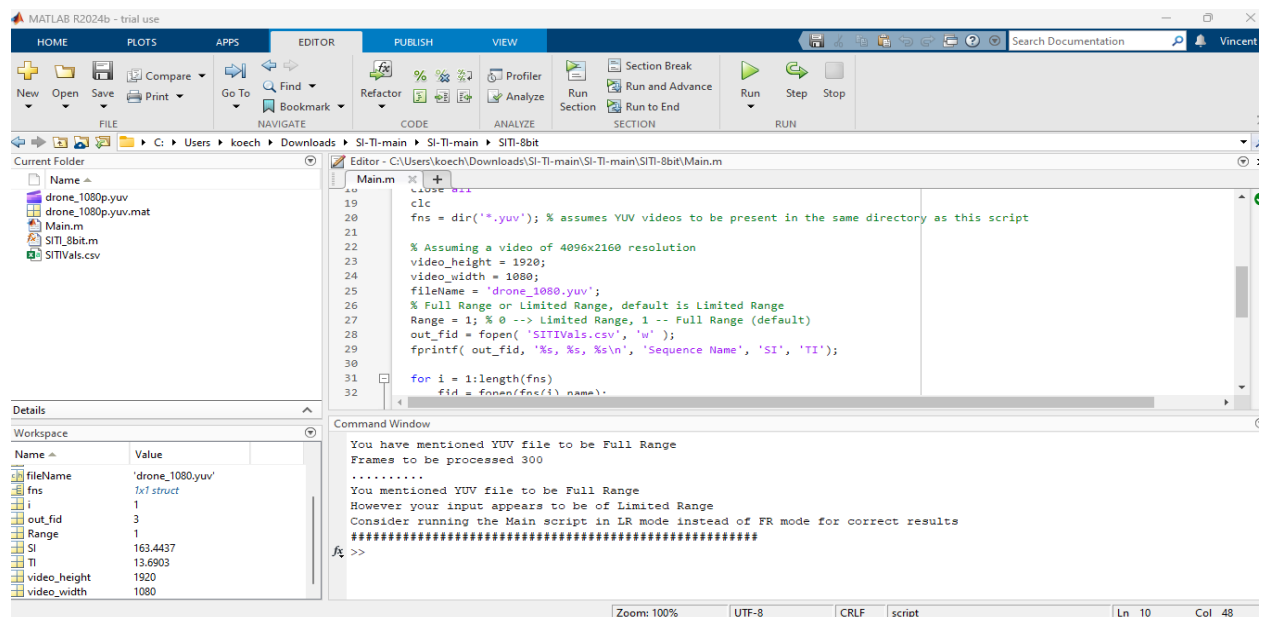 MATLAB R2024b - trial use
HOME PLOTS APPS EDITOR PUBLISH VIEW Search Documentation Vincent
New Open Save Compare Print Go To Find Bookmark Refactor Profiler Analyze Run Section Section Break Run and Advance Run to End Run Step Stop
FILE NAVIGATE CODE ANALYZE SECTION RUN
C: Users koech Downloads SI-TI-main SI-TI-main SITI-8bit
Current Folder
Name
drone_1080p.yuv
drone_1080p.yuv.mat
Main.m
SITI_8bit.m
SITIVals.csv
Details
Workspace
Name Value
fileName 'drone_1080.yuv'
fns 1x1 struct
i 1
out_fid 3
Range 1
SI 163.4437
TI 13.6903
video_height 1920
video_width 1080
Editor - C:\Users\koech\Downloads\SI-TI-main\SI-TI-main\SITI-8bit\Main.m
Main.m
18 close all
19 clc
20 fns = dir('*.yuv'); % assumes YUV videos to be present in the same directory as this script
21
22 % Assuming a video of 4096x2160 resolution
23 video_height = 1920;
24 video_width = 1080;
25 fileName = 'drone_1080.yuv';
26 % Full Range or Limited Range, default is Limited Range
27 Range = 1; % 0 --> Limited Range, 1 -- Full Range (default)
28 out_fid = fopen( 'SITIVals.csv', 'w' );
29 fprintf( out_fid, '%s, %s, %s\n', 'Sequence Name', 'SI', 'TI');
30
31 for i = 1:length(fns)
32 fid = fopen(fns(i).name);
Command Window
You have mentioned YUV file to be Full Range
Frames to be processed 300
..........
You mentioned YUV file to be Full Range
However your input appears to be of Limited Range
Consider running the Main script in LR mode instead of FR mode for correct results
#######################################################
fx >>
Zoom: 100% UTF-8 CRLF script Ln 10 Col 48